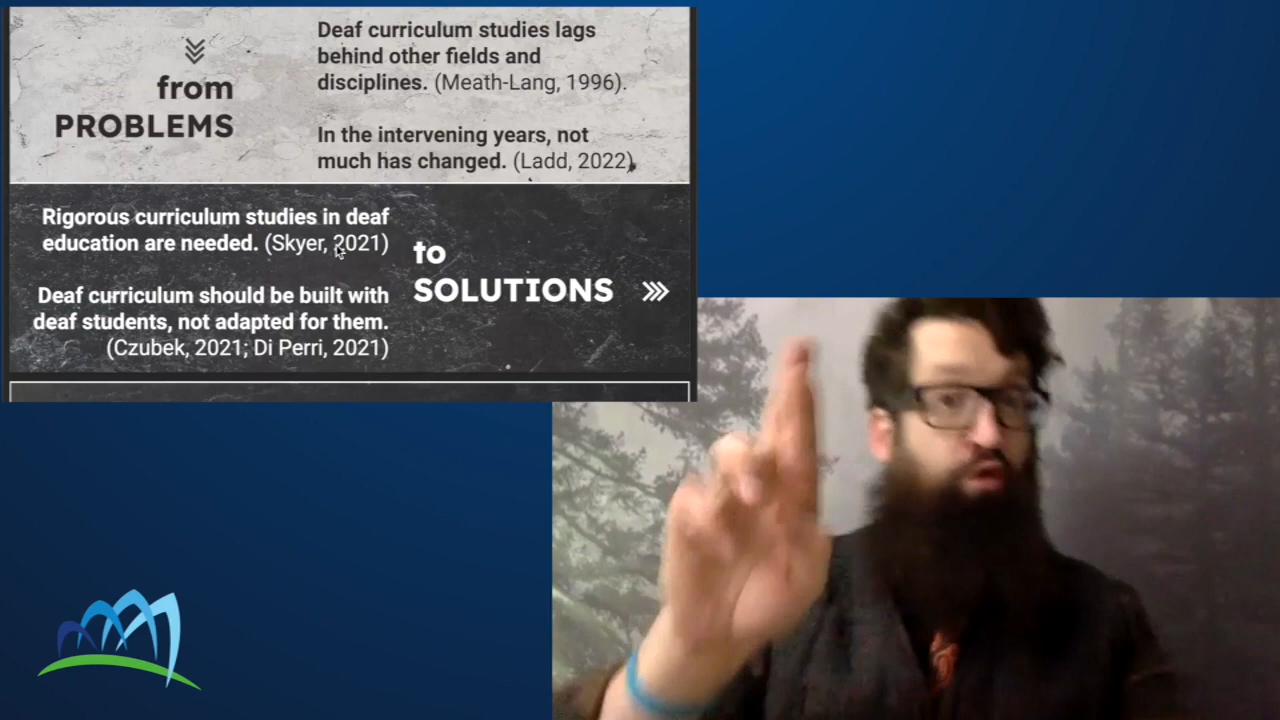 from
PROBLEMS
Deaf curriculum studies lags
behind other fields and
disciplines. (Meath-Lang, 1996).
In the intervening years, not
much has changed. (Ladd, 2022).
Rigorous curriculum studies in deaf
education are needed. (Skyer, 2021)
Deaf curriculum should be built with
deaf students, not adapted for them.
(Czubek, 2021; Di Perri, 2021)
to
SOLUTIONS